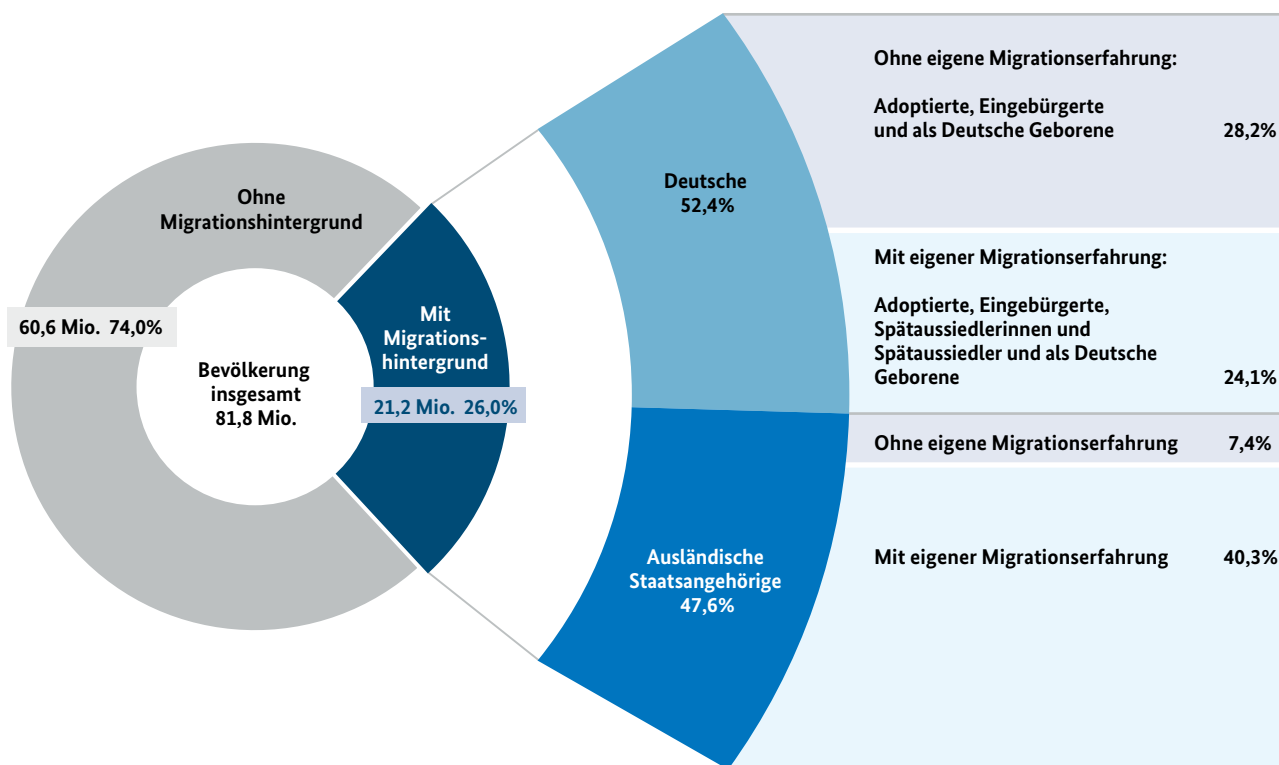 Ohne
Migrationshintergrund
60,6 Mio. 74,0%
Bevölkerung
insgesamt
81,8 Mio.
Mit
Migrations-
hintergrund
21,2 Mio. 26,0%
Deutsche
52,4%
Ausländische
Staatsangehörige
47,6%
Ohne eigene Migrationserfahrung:
Adoptierte, Eingebürgerte
und als Deutsche Geborene 28,2%
Mit eigener Migrationserfahrung:
Adoptierte, Eingebürgerte,
Spätaussiedlerinnen und
Spätaussiedler und als Deutsche
Geborene 24,1%
Ohne eigene Migrationserfahrung 7,4%
Mit eigener Migrationserfahrung 40,3%